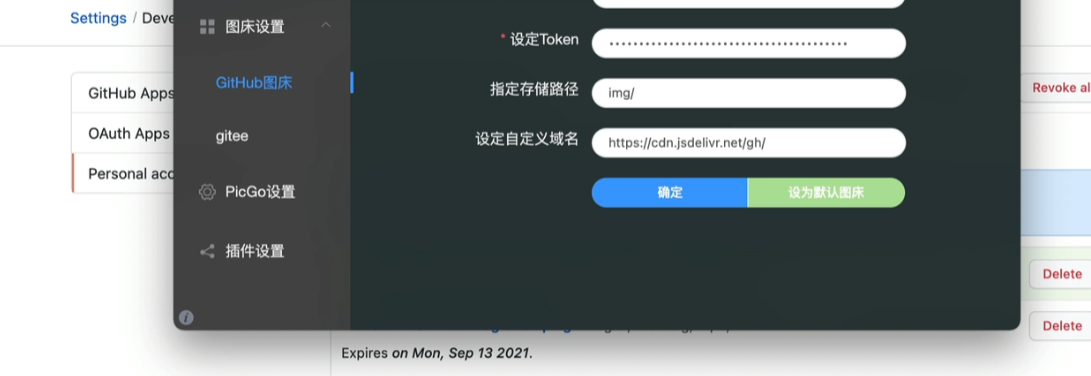 Settings / Deve
图床设置
* 设定Token
GitHub图床
GitHub Apps
指定存储路径
img/
Revoke al
OAuth Apps
gitee
设定自定义域名
https://cdn.jsdelivr.net/gh/
Personal acc
PicGo设置
确定
设为默认图床
插件设置
Delete
Delete
Expires on Mon, Sep 13 2021.